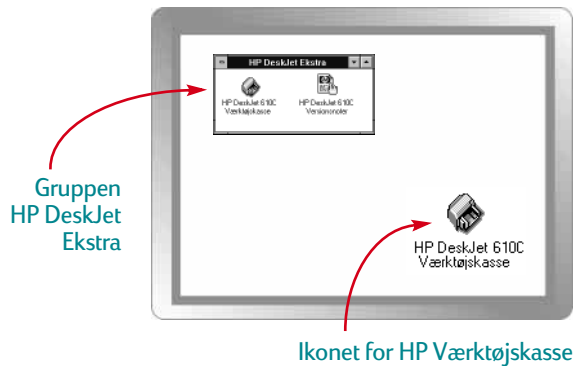 HP DeskJet Ekstra
HP DeskJet 610C
Værktøjskasse
HP DeskJet 610C
Versionsnoter
Gruppen
HP DeskJet
Ekstra
HP DeskJet 610C
Værktøjskasse
Ikonet for HP Værktøjskasse